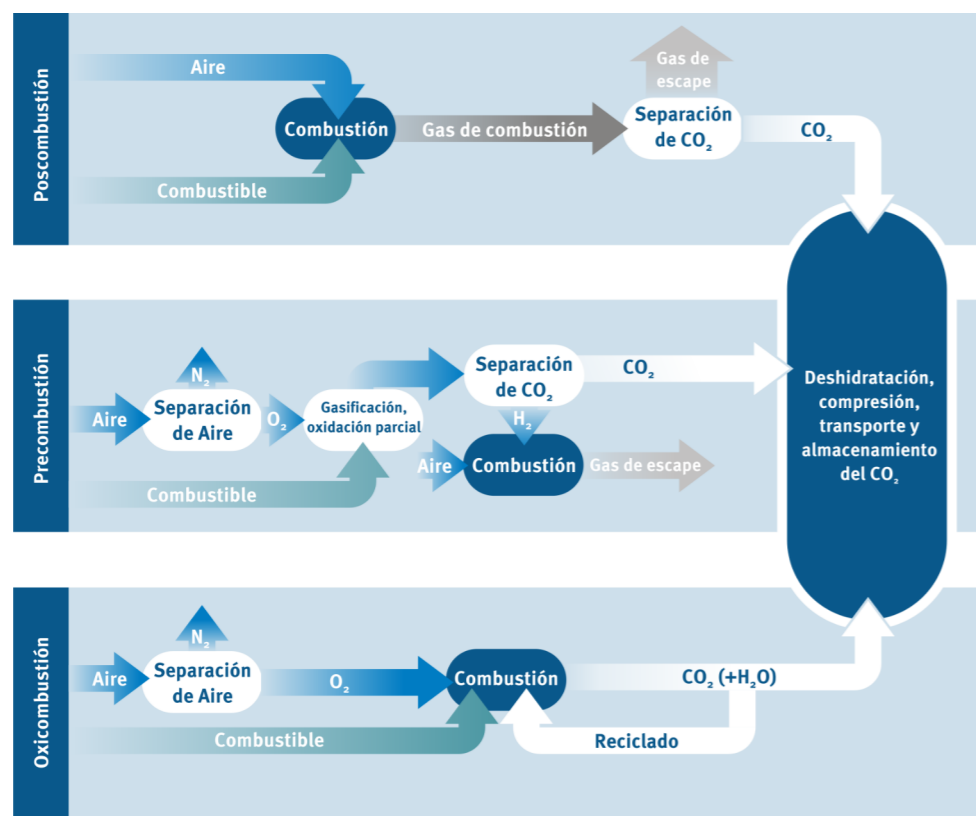 Poscombustión
Aire
Combustión
Combustible
Gas de combustión
Gas de
escape
Separación
de CO₂
CO₂
Precombustión
Aire
N₂
Separación
de Aire
O₂
Gasificación,
oxidación parcial
Combustible
Separación
de CO₂
H₂
CO₂
Aire
Combustión
Gas de escape
Deshidratación,
compresión,
transporte y
almacenamiento
del CO₂
Oxicombustión
Aire
N₂
Separación
de Aire
O₂
Combustible
Combustión
CO₂ (+H₂O)
Reciclado